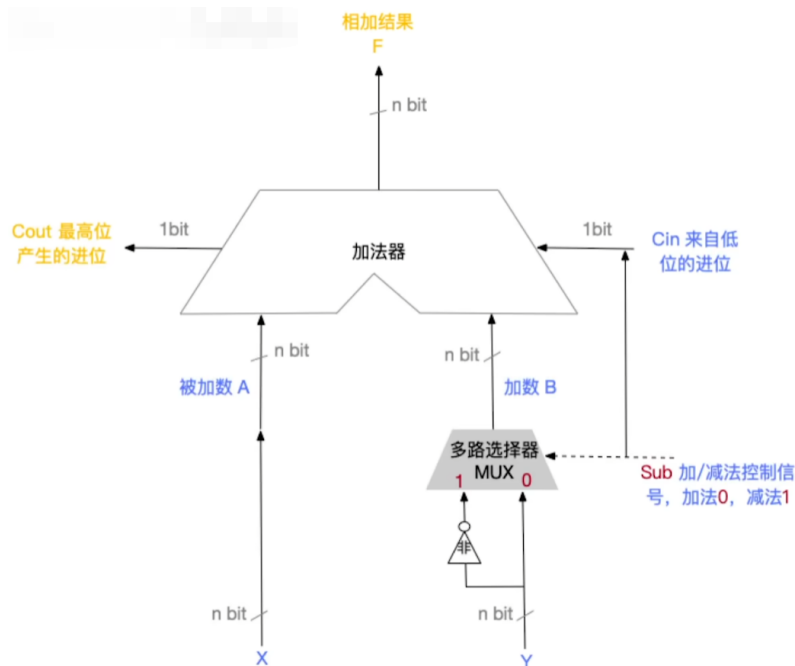 相加结果
F
n bit
Cout 最高位
产生的进位
1bit
加法器
1bit
Cin 来自低
位的进位
n bit
n bit
被加数 A
加数 B
多路选择器
MUX
1
0
Sub 加/减法控制信
号，加法0，减法1
非
n bit
n bit
X
Y